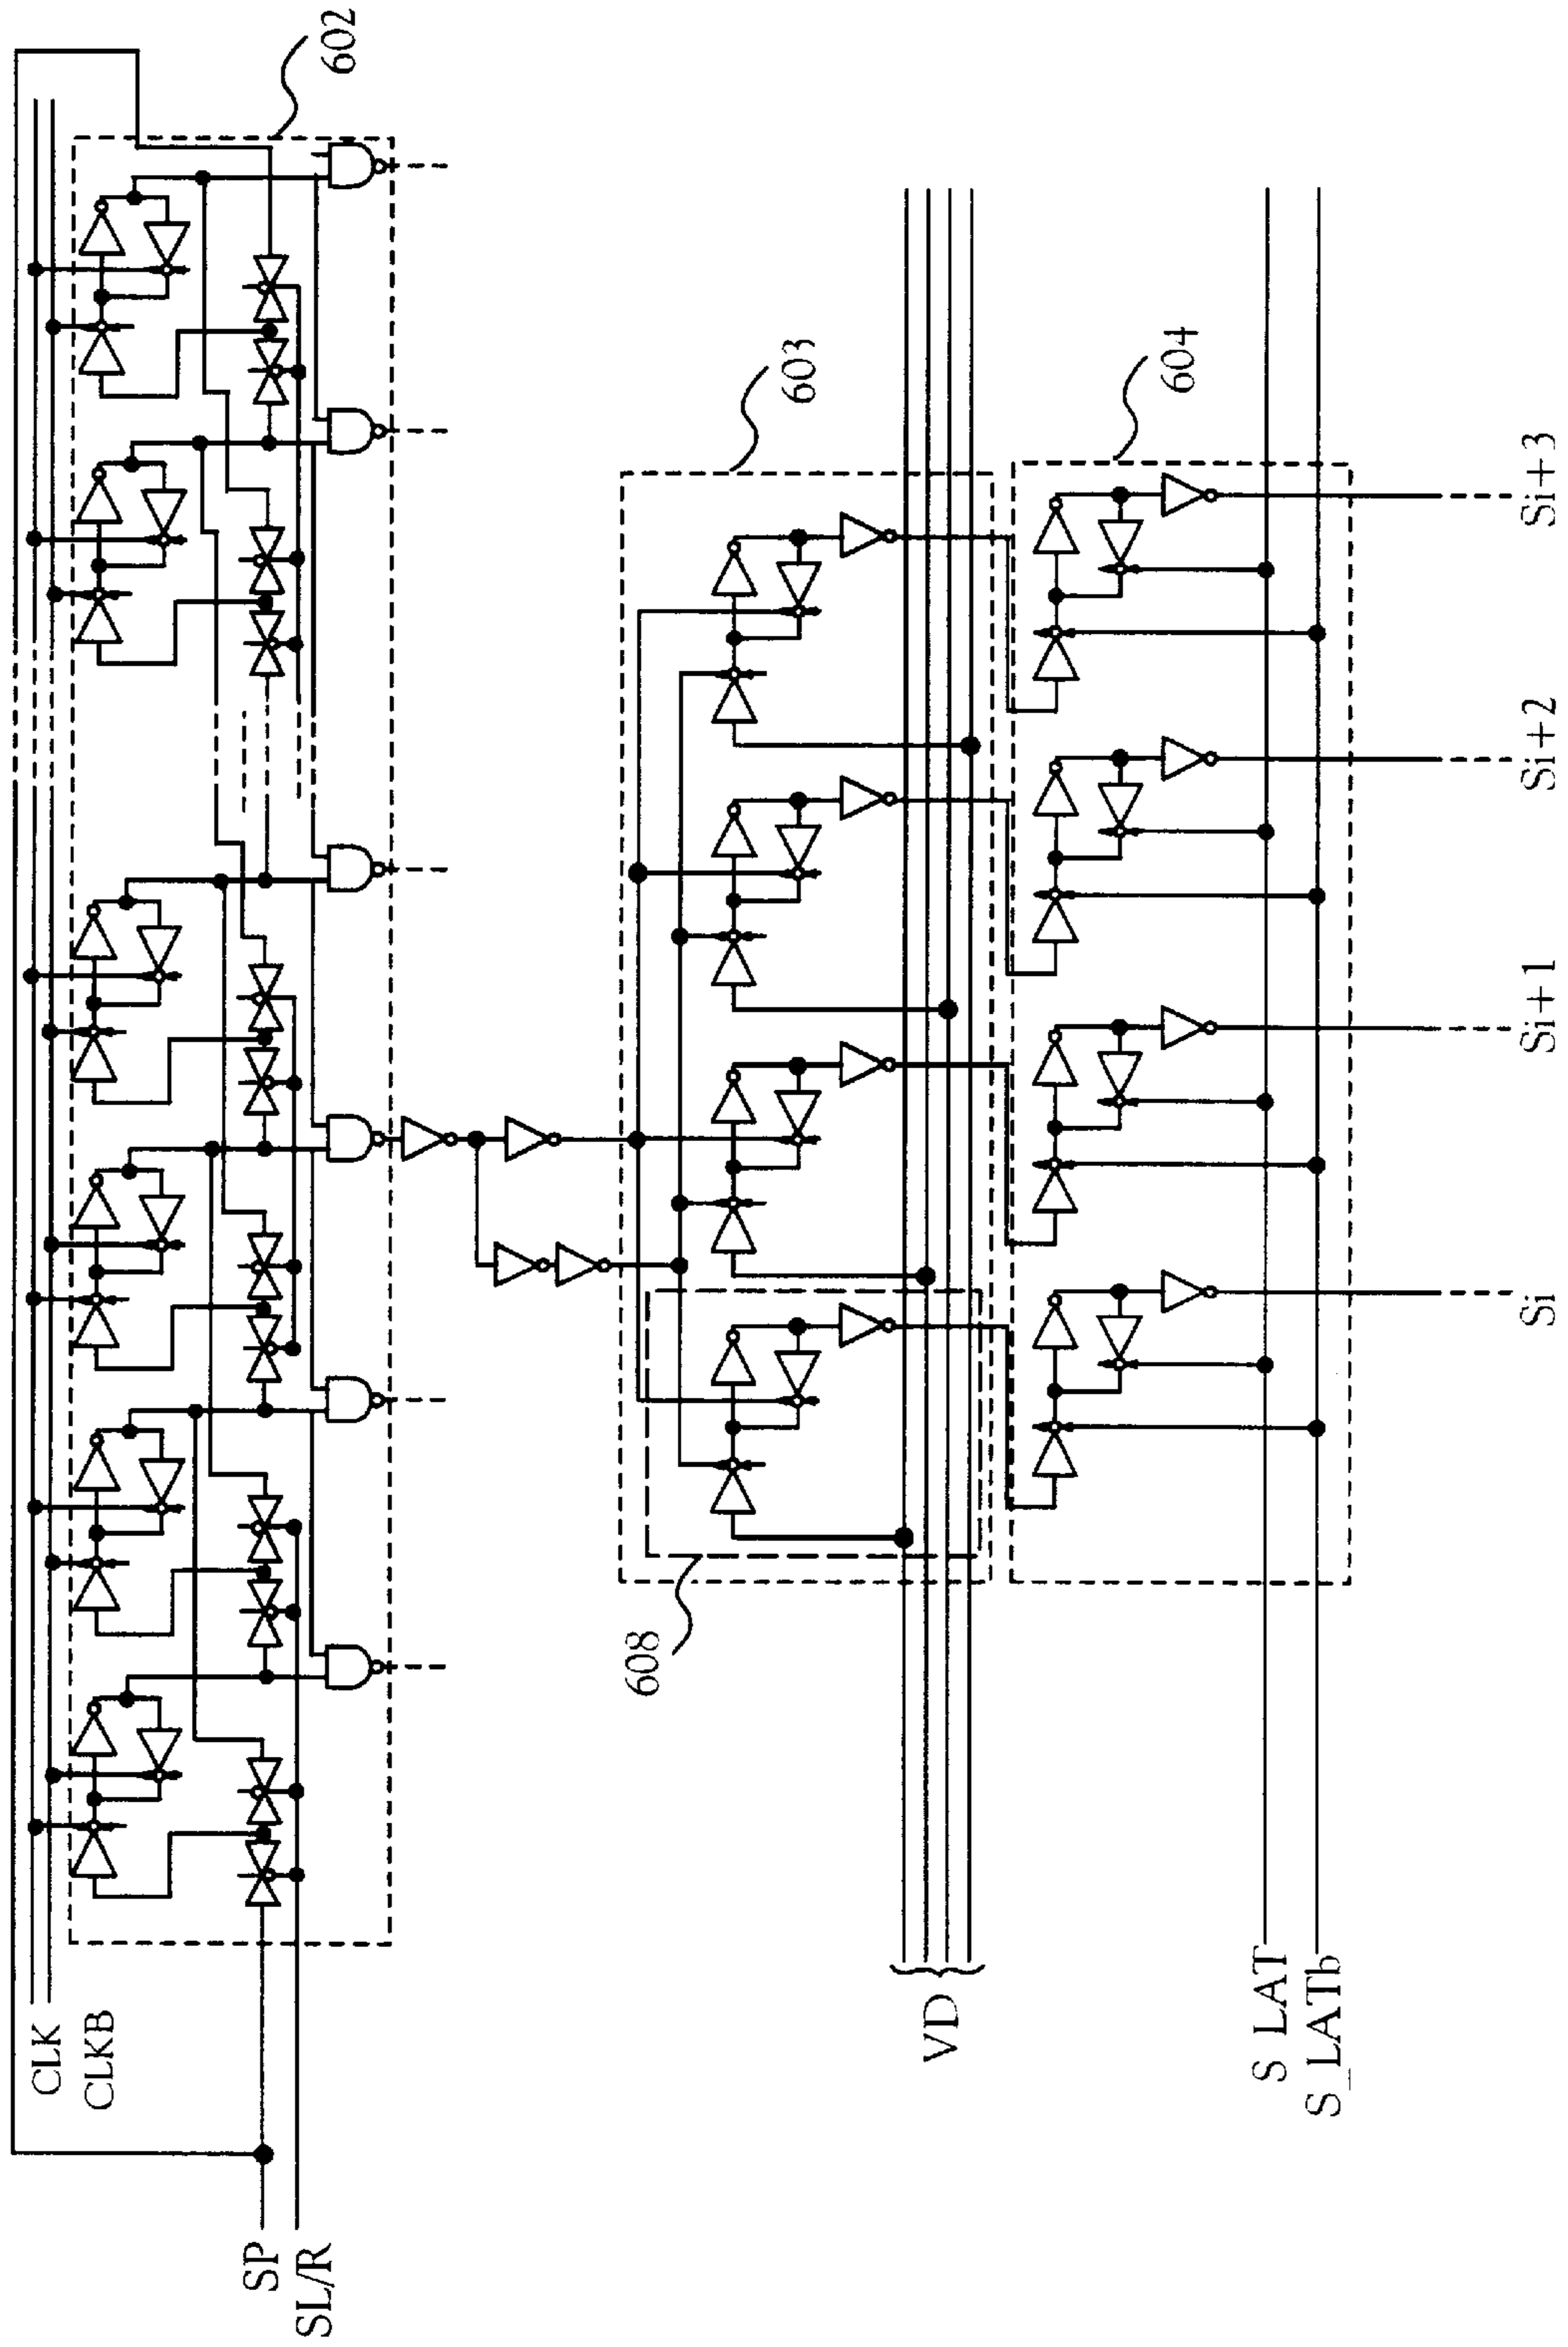 CLK
CLKB
SP
SL/R
602
603
608
VD
604
S LAT
S_LATb
Si
Si+1
Si+2
Si+3